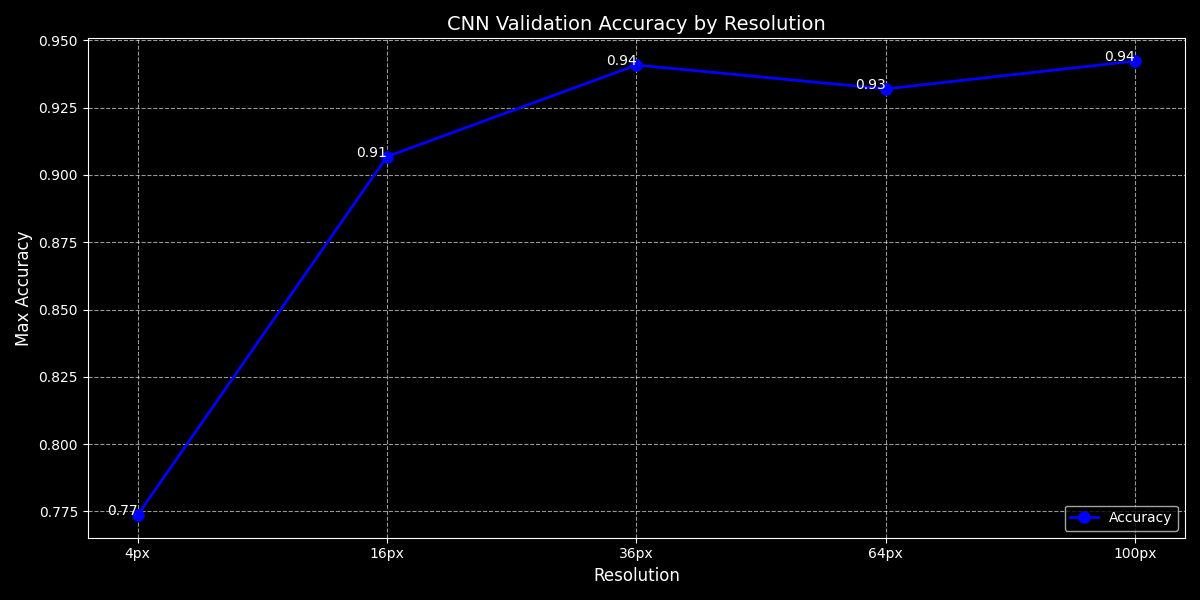 CNN Validation Accuracy by Resolution
0.950
0.925
0.900
0.875
0.850
0.825
0.800
0.775
Max Accuracy
0.77
0.91
0.94
0.93
0.94
Accuracy
4px 16px 36px 64px 100px
Resolution